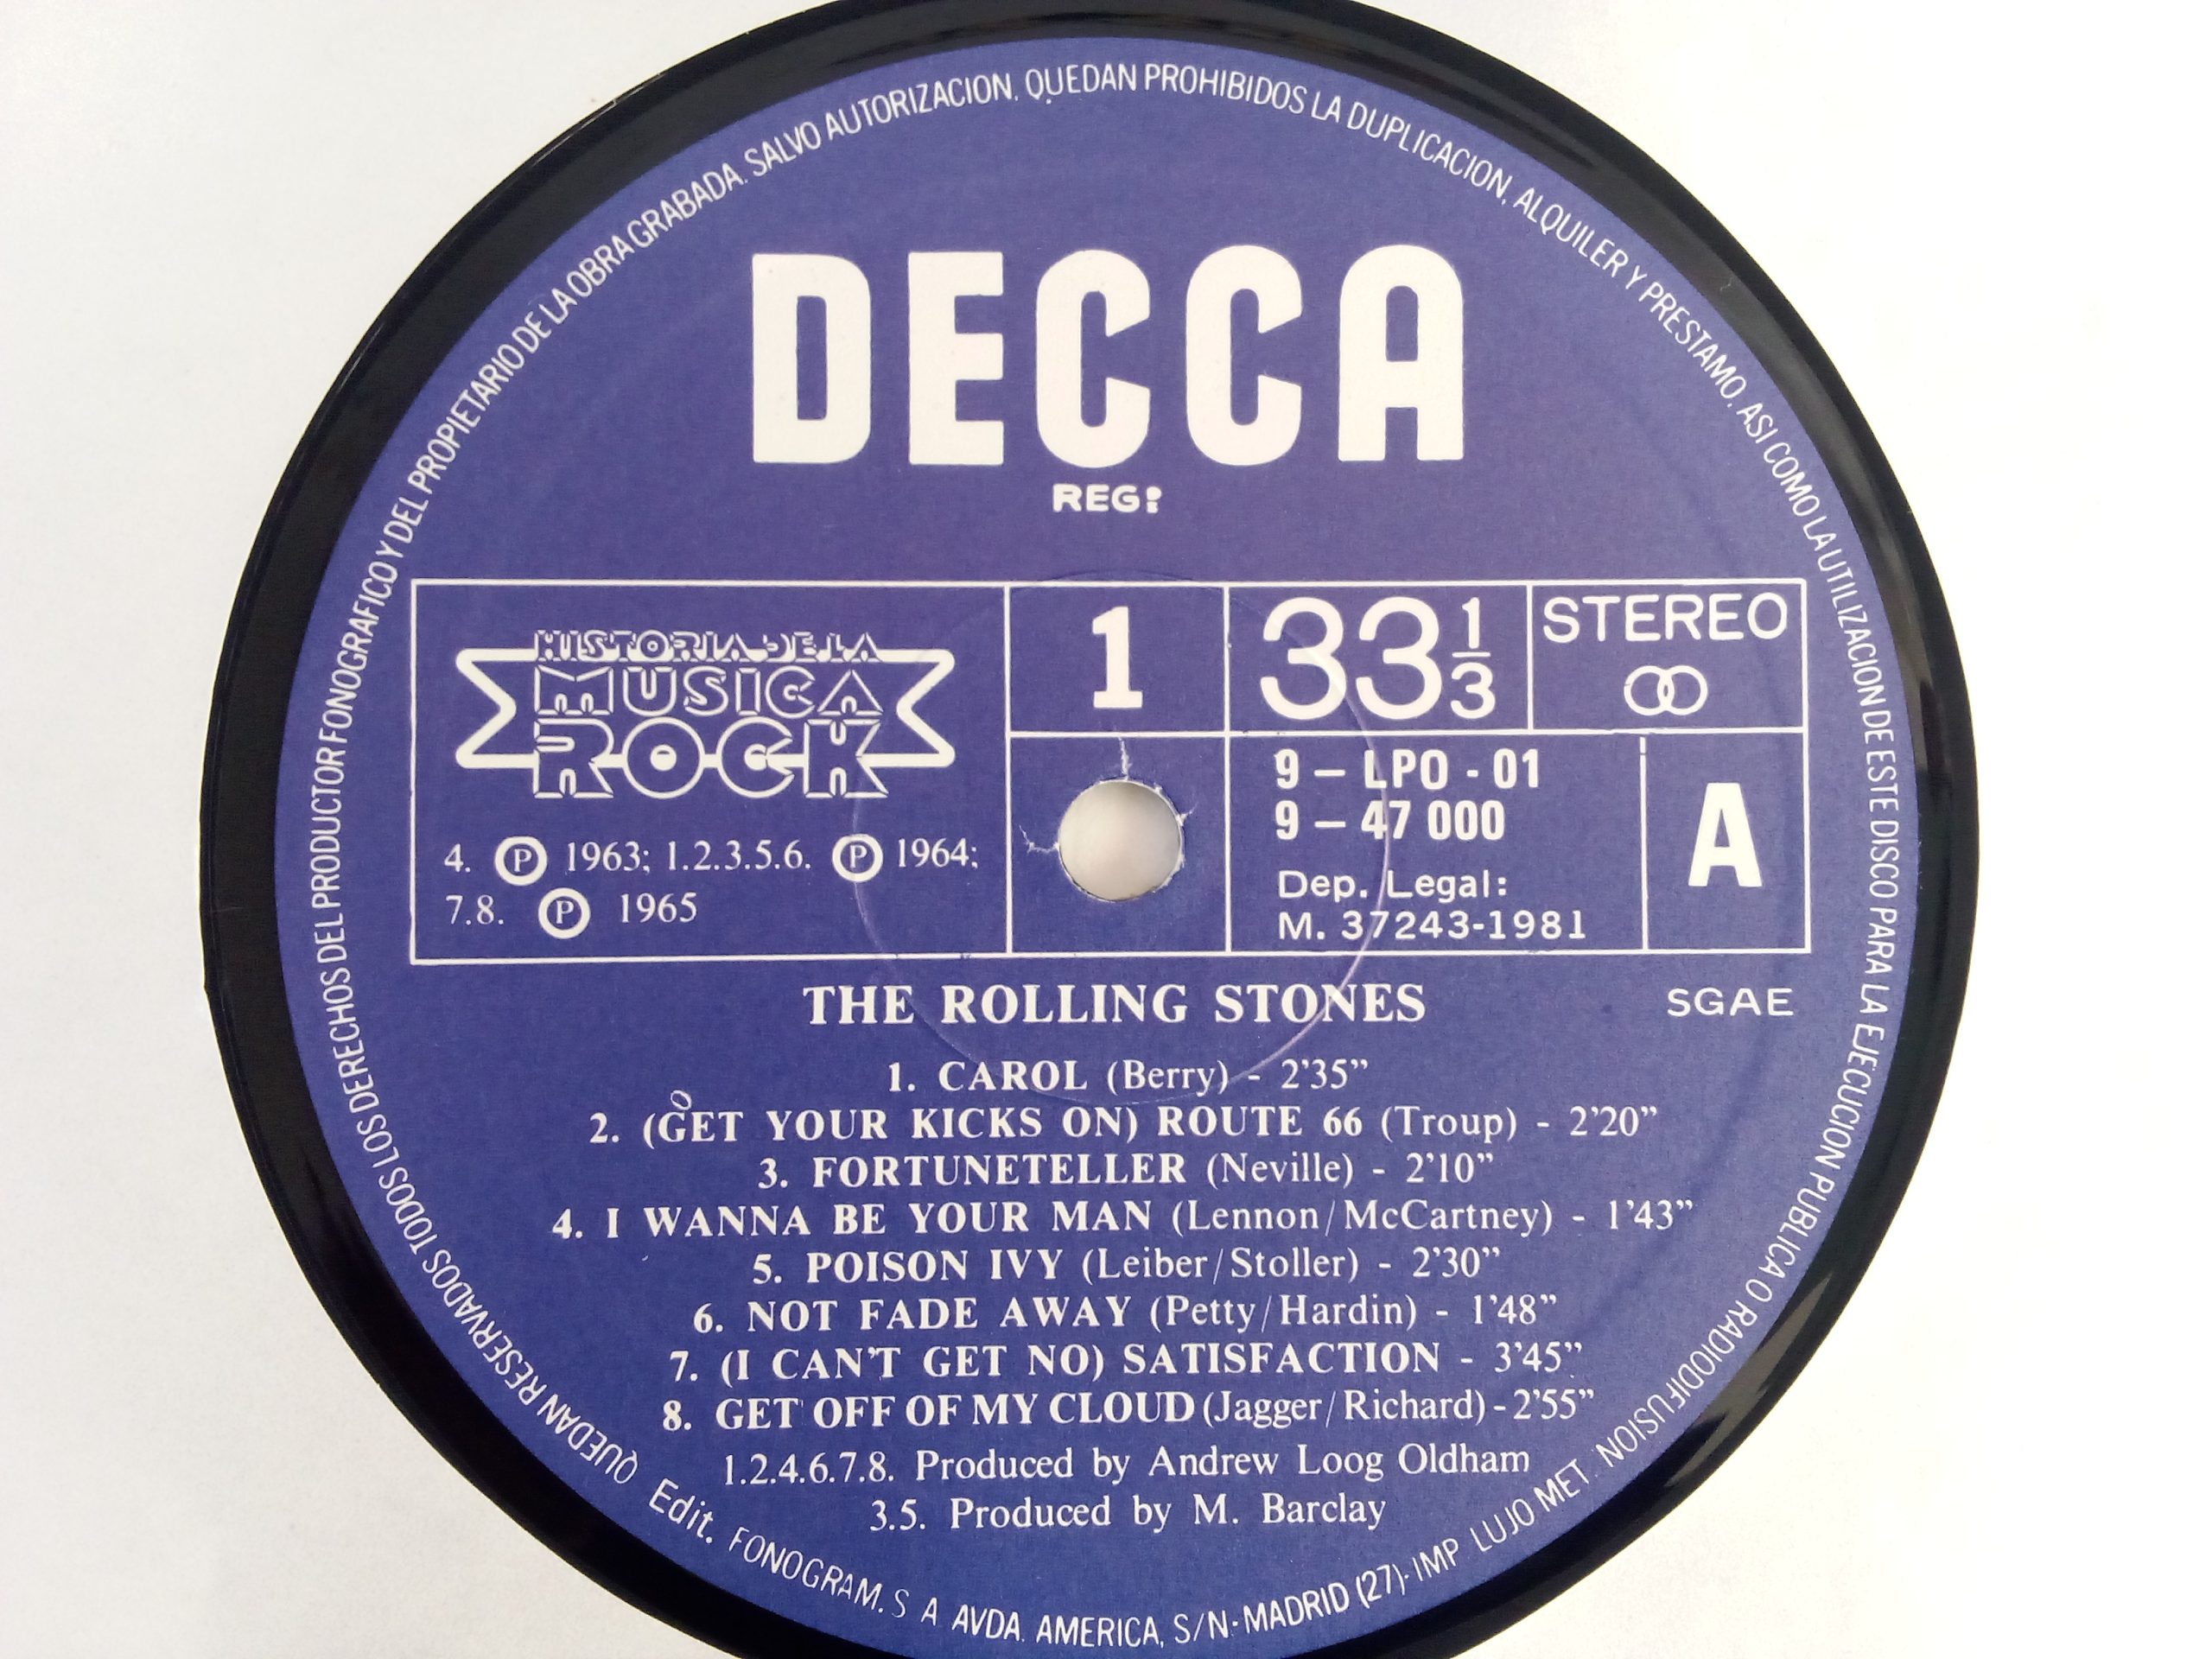 QUEDAN RESERVADOS TODOS LOS DERECHOS DEL PRODUCTOR FONOGRAFICO Y DEL PROPIETARIO DE LA OBRA GRABADA. SALVO AUTORIZACION, QUEDAN PROHIBIDOS LA DUPLICACION, ALQUILER Y PRESTAMO, ASI COMO LA UTILIZACION DE ESTE DISCO PARA LA EJECUCION PUBLICA O RADIODIFUSION
DECCA
REG:
HISTORIA DE LA
MUSICA
ROCK
1
33 1/3
STEREO
4. Ⓟ 1963; 1.2.3.5.6. Ⓟ 1964;
7.8. Ⓟ 1965
9 – LPO - 01
9 – 47 000
Dep. Legal:
M. 37243-1981
A
THE ROLLING STONES
SGAE
1. CAROL (Berry) - 2'35"
2. (GET YOUR KICKS ON) ROUTE 66 (Troup) - 2'20"
3. FORTUNETELLER (Neville) - 2'10"
4. I WANNA BE YOUR MAN (Lennon/McCartney) - 1'43"
5. POISON IVY (Leiber/Stoller) - 2'30"
6. NOT FADE AWAY (Petty/Hardin) - 1'48"
7. (I CAN'T GET NO) SATISFACTION - 3'45"
8. GET OFF OF MY CLOUD (Jagger/Richard) - 2'55"
1.2.4.6.7.8. Produced by Andrew Loog Oldham
3.5. Produced by M. Barclay
Edit. FONOGRAM, S A AVDA. AMERICA, S/N-MADRID (27)-IMP LUJO MET.